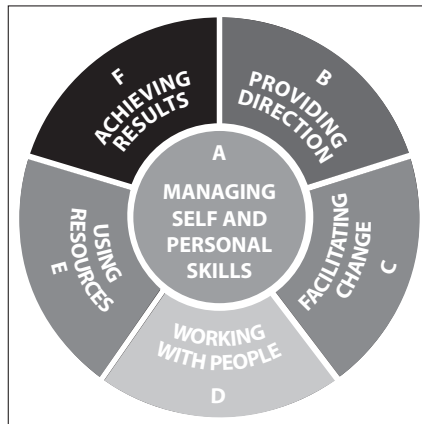 A
MANAGING
SELF AND
PERSONAL
SKILLS
B
PROVIDING
DIRECTION
FACILITATING
CHANGE
C
WORKING
WITH PEOPLE
D
USING
RESOURCES
E
F
ACHIEVING
RESULTS